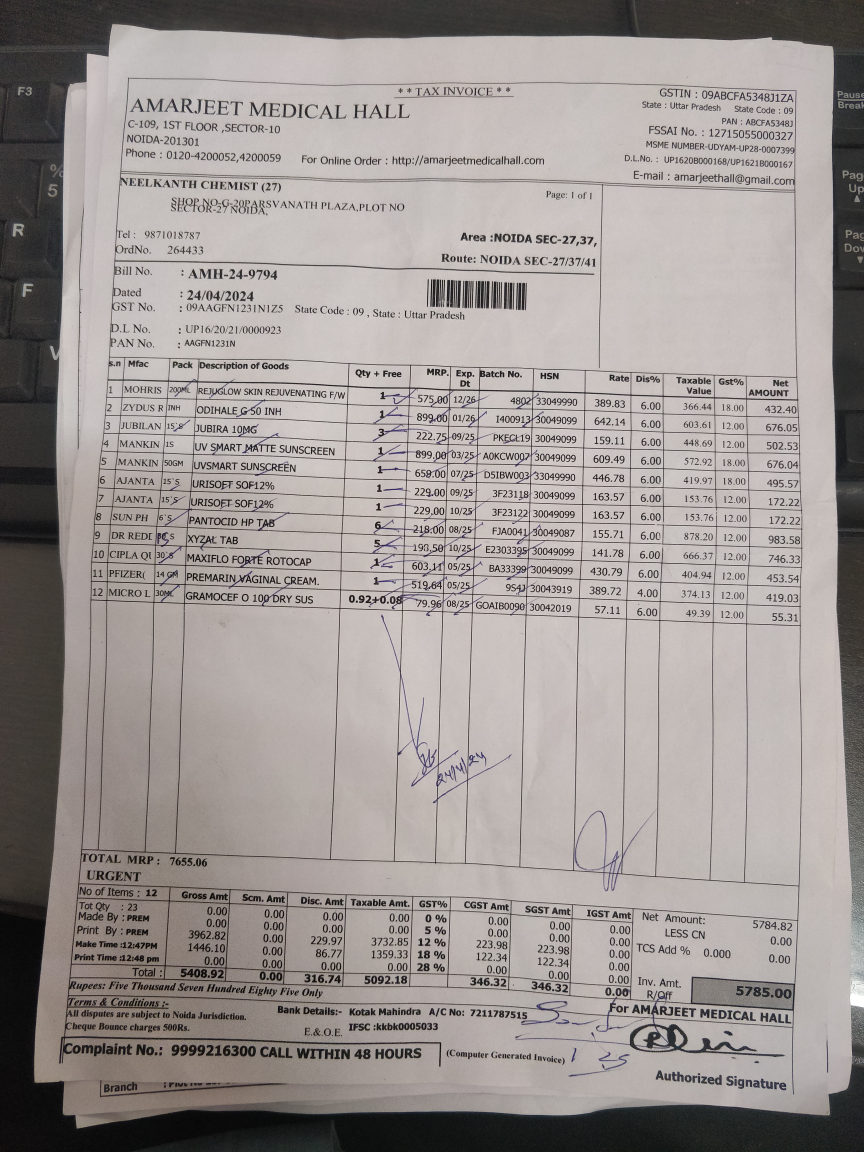 * * TAX INVOICE * *
AMARJEET MEDICAL HALL
C-109, 1ST FLOOR ,SECTOR-10
NOIDA-201301
Phone : 0120-4200052,4200059 For Online Order : http://amarjeetmedicalhall.com
GSTIN : 09ABCFA5348J1ZA
State : Uttar Pradesh State Code : 09
PAN : ABCFA5348J
FSSAI No. : 12715055000327
MSME NUMBER-UDYAM-UP28-0007399
D.L.No. : UP1620B000168/UP1621B000167
E-mail : amarjeethall@gmail.com
NEELKANTH CHEMIST (27)
Page: 1 of 1
SHOP NO-G-20PARSVANATH PLAZA,PLOT NO
SECTOR-27 NOIDA,
Tel : 9871018787
OrdNo. 264433
Area :NOIDA SEC-27,37,
Route: NOIDA SEC-27/37/41
Bill No. : AMH-24-9794
Dated : 24/04/2024
GST No. : 09AAGFN1231N1Z5 State Code : 09 , State : Uttar Pradesh
D.L No. : UP16/20/21/0000923
PAN No. : AAGFN1231N
s.n Mfac Pack Description of Goods Qty + Free MRP. Exp. Dt Batch No. HSN Rate Dis% Taxable Value Gst% Net AMOUNT
1 MOHRIS 200ML REJUGLOW SKIN REJUVENATING F/W 1 575.00 12/26 4802 33049990 389.83 6.00 366.44 18.00 432.40
2 ZYDUS R INH ODIHALE G 50 INH 1 899.00 01/26 I400913 30049099 642.14 6.00 603.61 12.00 676.05
3 JUBILAN 15`S JUBIRA 10MG 3 222.75 09/25 PKECL19 30049099 159.11 6.00 448.69 12.00 502.53
4 MANKIN 1S UV SMART MATTE SUNSCREEN 1 899.00 03/25 A0KCW007 30049099 609.49 6.00 572.92 18.00 676.04
5 MANKIN 50GM UVSMART SUNSCREEN 1 659.00 07/25 D5IBW003 33049990 446.78 6.00 419.97 18.00 495.57
6 AJANTA 15`S URISOFT SOF12% 1 229.00 09/25 3F23118 30049099 163.57 6.00 153.76 12.00 172.22
7 AJANTA 15`S URISOFT SOF12% 1 229.00 10/25 3F23122 30049099 163.57 6.00 153.76 12.00 172.22
8 SUN PH 6`S PANTOCID HP TAB 6 218.00 08/25 FJA0041 30049087 155.71 6.00 878.20 12.00 983.58
9 DR REDD XYZAL TAB 5 198.50 10/25 E2303395 30049099 141.78 6.00 666.37 12.00 746.33
10 CIPLA QU 30`S MAXIFLO FORTE ROTOCAP 1 603.11 05/25 BA33399 30049099 430.79 6.00 404.94 12.00 453.54
11 PFIZER( 14 GM PREMARIN VAGINAL CREAM. 1 519.64 05/25 30043919 389.72 4.00 374.13 12.00 419.03
12 MICRO L 30ML GRAMOCEF O 100 DRY SUS 0.92+0.08 79.96 08/25 GOAIB0090 30042019 57.11 6.00 49.39 12.00 55.31
24/4/24
TOTAL MRP : 7655.06
URGENT
No of Items : 12
Tot Qty : 23
Made By : PREM
Print By : PREM
Make Time :12:47PM
Print Time :12:48 pm
Gross Amt Scm. Amt Disc. Amt Taxable Amt. GST% CGST Amt SGST Amt IGST Amt
0.00 0.00 0.00 0.00 0 % 0.00 0.00 0.00
0.00 0.00 0.00 0.00 5 % 0.00 0.00 0.00
3962.82 0.00 229.97 3732.85 12 % 223.98 223.98 0.00
1446.10 0.00 86.77 1359.33 18 % 122.34 122.34 0.00
0.00 0.00 0.00 0.00 28 % 0.00 0.00 0.00
Total : 5408.92 0.00 316.74 5092.18 346.32 346.32 0.00
Net Amount: 5784.82
LESS CN 0.00
TCS Add % 0.000 0.00
Inv. Amt. R/Off 5785.00
Rupees: Five Thousand Seven Hundred Eighty Five Only
Terms & Conditions :-
All disputes are subject to Noida Jurisdiction.
Cheque Bounce charges 500Rs.
Bank Details:- Kotak Mahindra A/C No: 7211787515
IFSC :kkbk0005033
E.& O.E.
For AMARJEET MEDICAL HALL
Complaint No.: 9999216300 CALL WITHIN 48 HOURS
(Computer Generated Invoice)
Authorized Signature
Branch